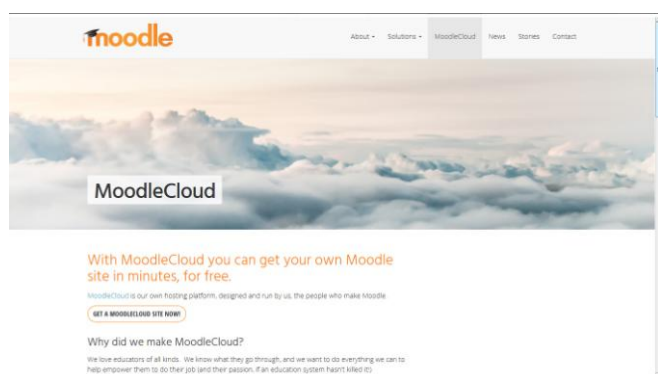 moodle
About Solutions MoodleCloud News Stories Contact
MoodleCloud
With MoodleCloud you can get your own Moodle
site in minutes, for free.
MoodleCloud is our own hosting platform, designed and run by us, the people who make Moodle
GET A MOODLECLOUD SITE NOW!
Why did we make MoodleCloud?
We love educators of all kinds. We know what they go through, and we want to do everything we can to
help empower them to do their job (and their passion, if an education system hasn't killed it!)